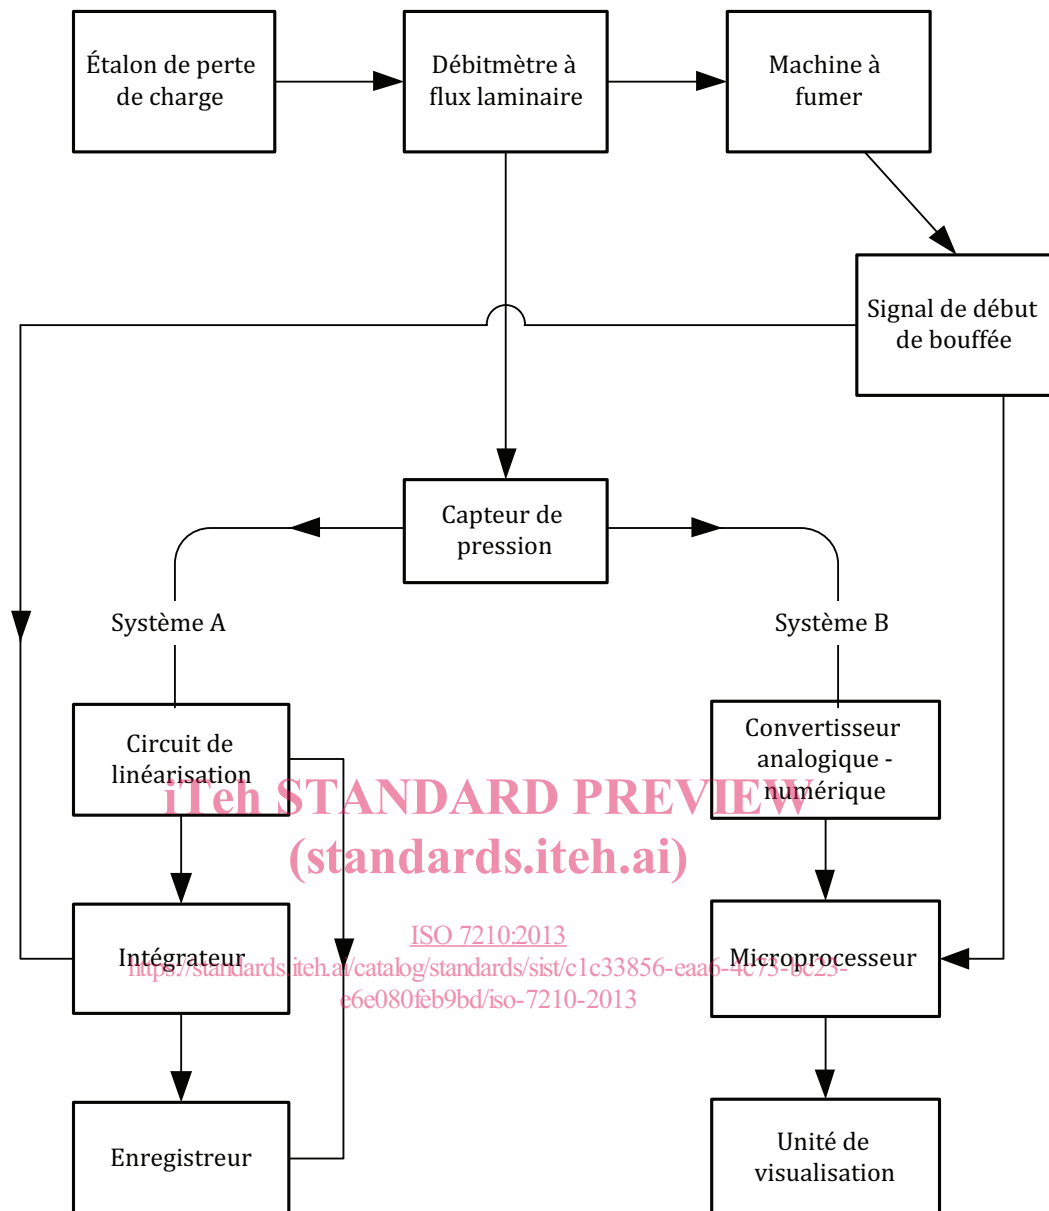 Étalon de perte
de charge
Débitmètre à
flux laminaire
Machine à
fumer
Signal de début
de bouffée
Capteur de
pression
Système A
Système B
Circuit de
linéarisation
Convertisseur
analogique -
numérique
iTeh STANDARD PREVIEW
(standards.iteh.ai)
ISO 7210:2013
Intégrateur
Microprocesseur
https://standards.iteh.ai/catalog/standards/sist/c1c33856-eaa6-4c73-bc23-
e6e080feb9bd/iso-7210-2013
Enregistreur
Unité de
visualisation